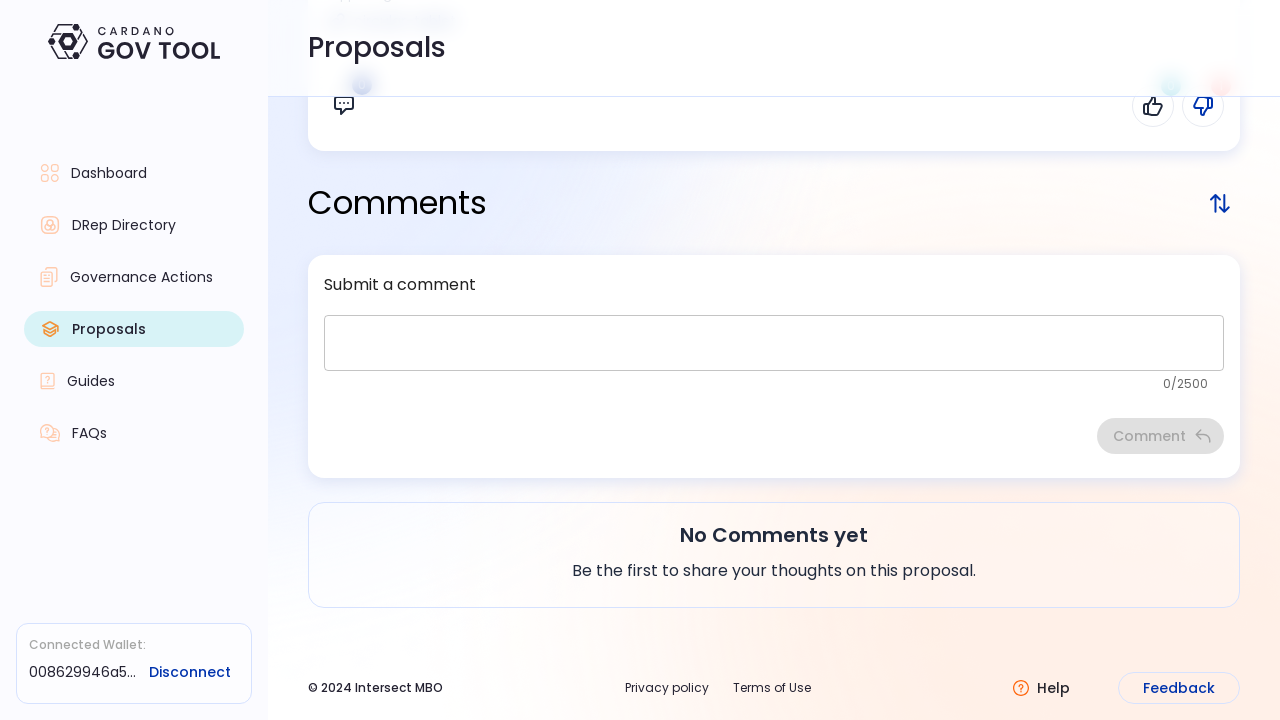 CARDANO
GOV TOOL
Proposals
Dashboard
DRep Directory
Governance Actions
Proposals
Guides
FAQs
Comments
Submit a comment
0/2500
Comment
No Comments yet
Be the first to share your thoughts on this proposal.
Connected Wallet:
008629946a5... Disconnect
© 2024 Intersect MBO
Privacy policy
Terms of Use
Help
Feedback